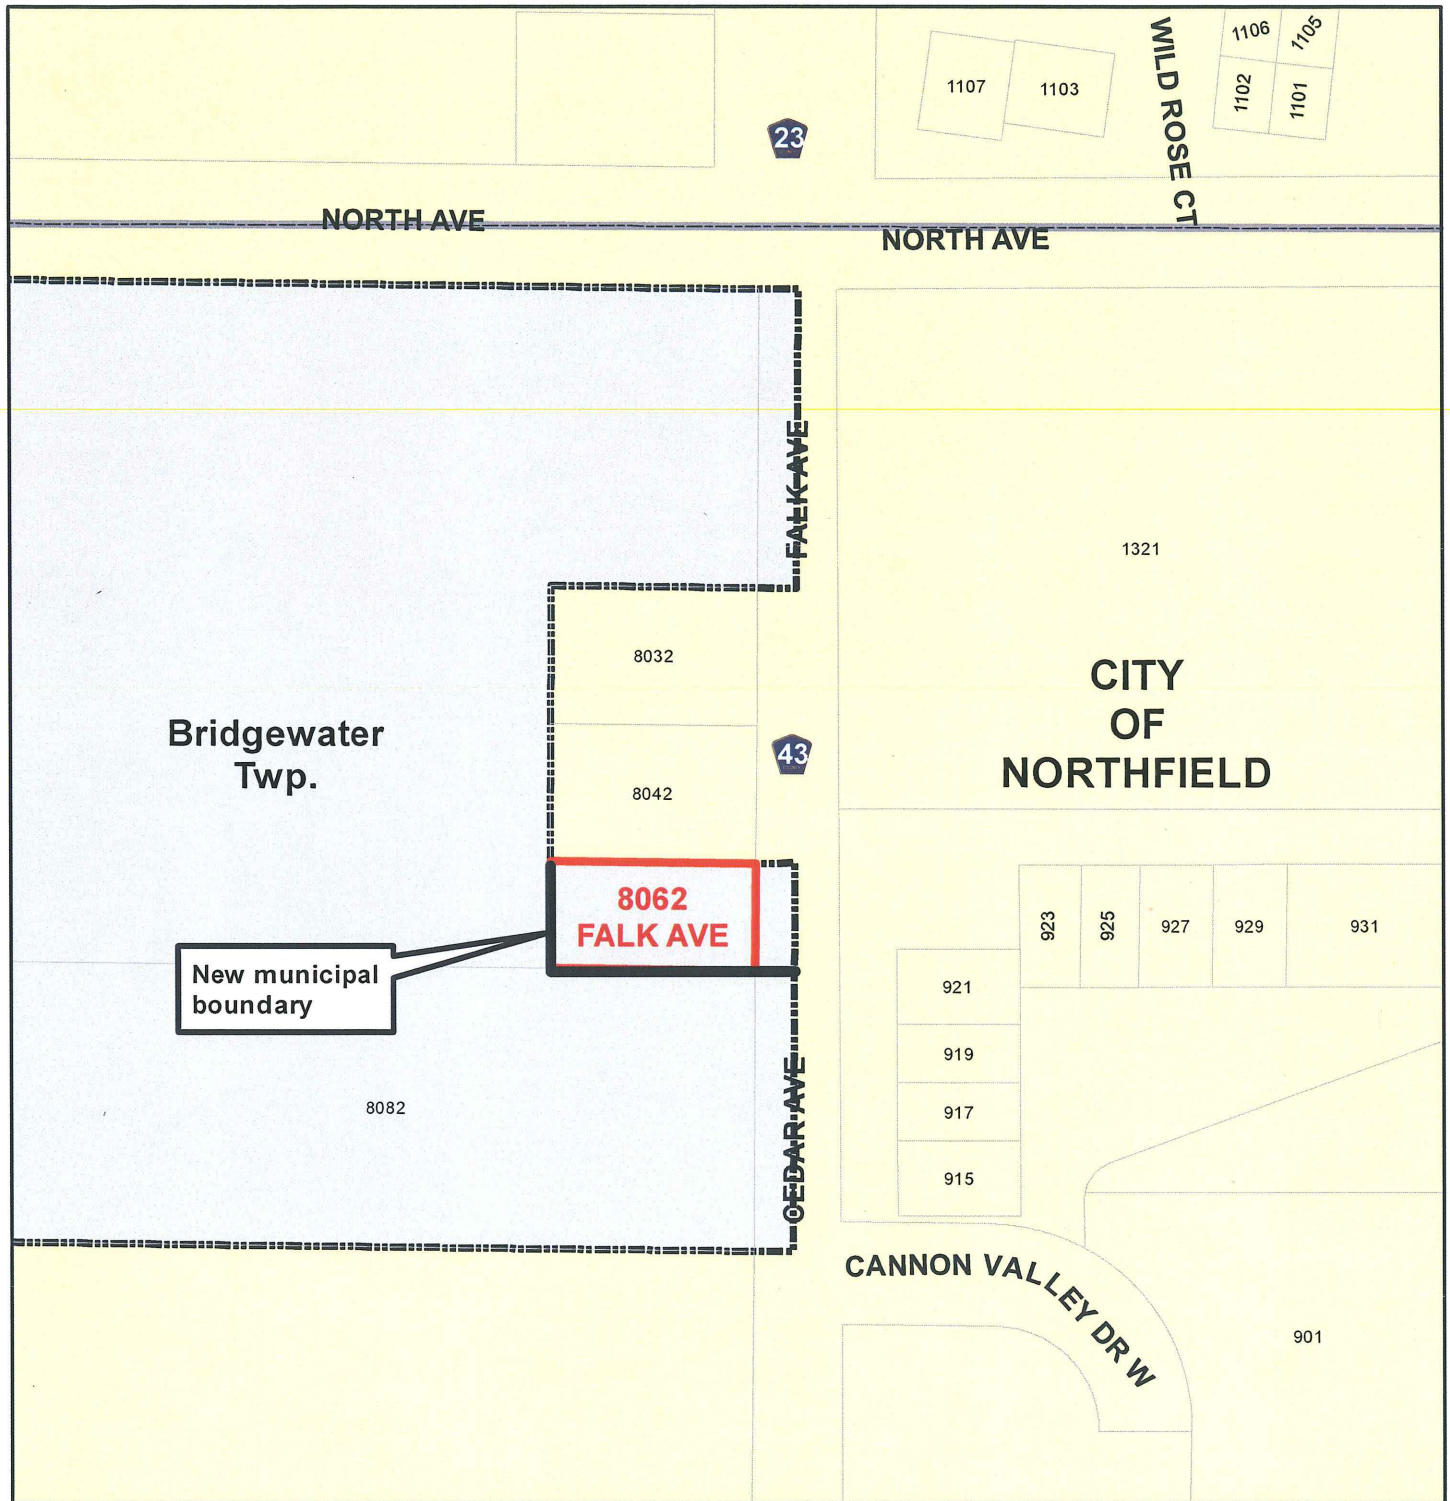 1106
1105
1107
1103
1102
1101
WILD ROSE CT
23
NORTH AVE
NORTH AVE
FALK AVE
1321
8032
CITY
OF
NORTHFIELD
Bridgewater
Twp.
43
8042
8062
FALK AVE
923
925
927
929
931
New municipal
boundary
921
919
CEDAR AVE
8082
917
915
CANNON VALLEY DR W
901